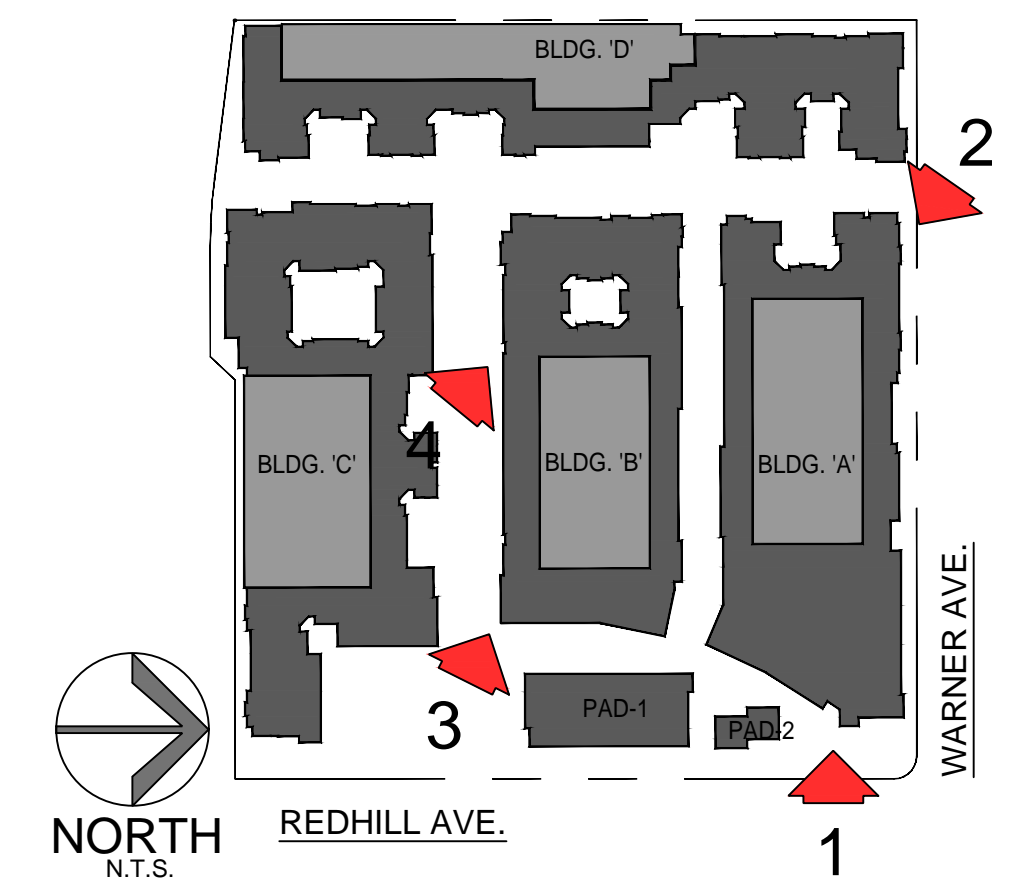 BLDG. 'D'
2
BLDG. 'C'
4
BLDG. 'B'
BLDG. 'A'
WARNER AVE.
3
PAD-1
PAD-2
NORTH
N.T.S.
REDHILL AVE.
1